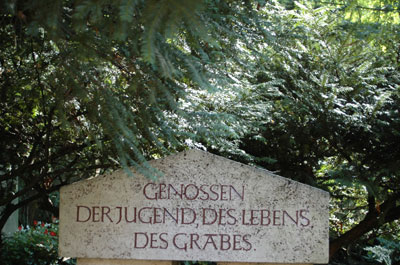 GENOSSEN
DER JUGEND, DES LEBENS,
DES GRABES.